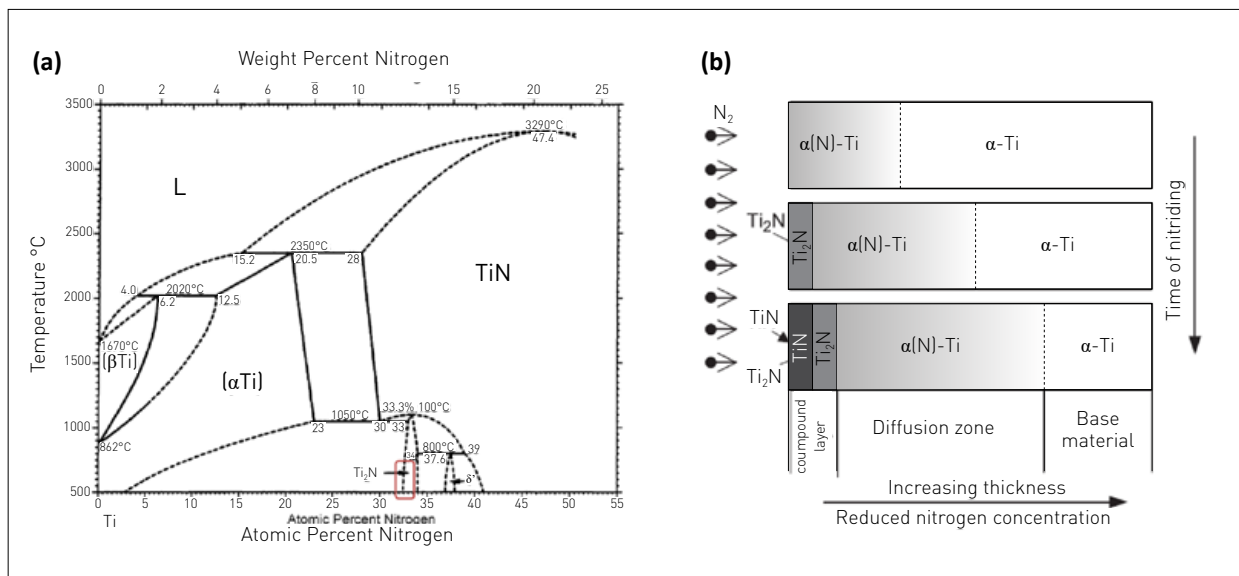 (a)
Weight Percent Nitrogen
0 2 4 6 8 10 15 20 25
3500
3000
2500
2000
1500
1000
500
Temperature °C
3290°C
47.4
L
2350°C
15.2 20.5 28
TiN
4.0 2020°C
6.2 12.5
1670°C
(βTi)
(αTi)
33.3% 100°C
1050°C
862°C
23 30 33
800°C 39
34 37.6
Ti₂N
δ'
0 5 10 15 20 25 30 35 40 45 50 55
Ti
Atomic Percent Nitrogen
Atomic Percent Nitrogen
(b)
N₂
α(N)-Ti α-Ti
Ti₂N
Ti₂N
α(N)-Ti α-Ti
TiN
Ti₂N
TiN
Ti₂N
α(N)-Ti α-Ti
Time of nitriding
coumpound
layer
Diffusion zone
Base
material
Increasing thickness
Reduced nitrogen concentration